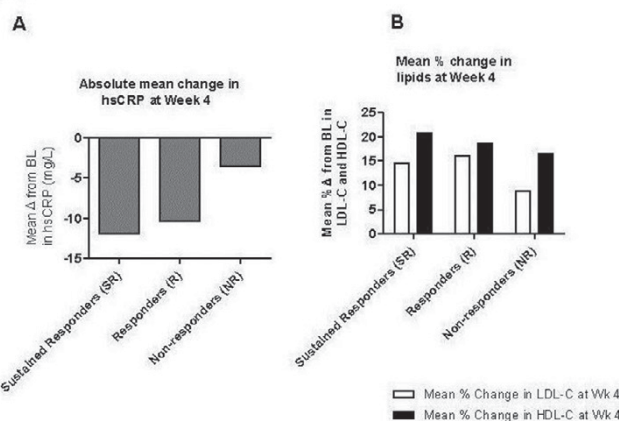 A
Absolute mean change in
hsCRP at Week 4
Mean Δ from BL
in hsCRP (mg/L)
0
-5
-10
-15
Sustained Responders (SR)
Responders (R)
Non-responders (NR)
B
Mean % change in
lipids at Week 4
Mean % Δ from BL in
LDL-C and HDL-C
25
20
15
10
5
0
Sustained Responders (SR)
Responders (R)
Non-responders (NR)
Mean % Change in LDL-C at Wk 4
Mean % Change in HDL-C at Wk 4